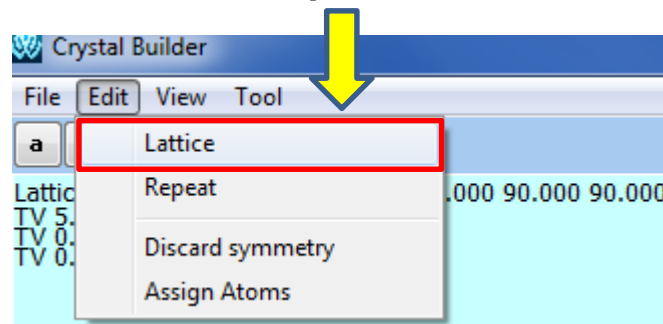 Crystal Builder
File Edit View Tool
a Lattice
Lattic Repeat .000 90.000 90.000
TV 5.
TV 0.
TV 0.
Discard symmetry
Assign Atoms